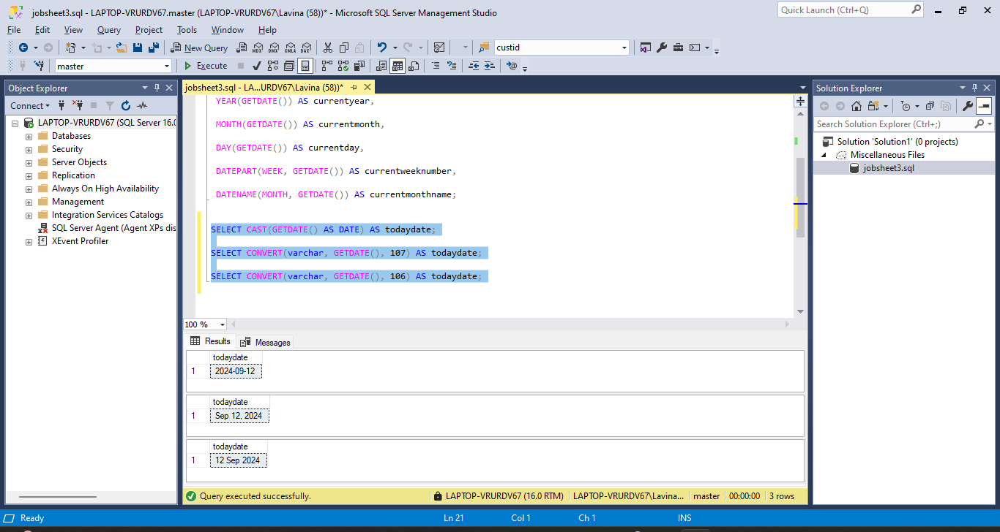 jobsheet3.sql - LAPTOP-VRURDV67.master (LAPTOP-VRURDV67\Lavina (58))* - Microsoft SQL Server Management Studio
Quick Launch (Ctrl+Q)
File Edit View Query Project Tools Window Help
New Query MDX DMX XMLA DAX custid
master Execute
Object Explorer
Connect
LAPTOP-VRURDV67 (SQL Server 16.0
Databases
Security
Server Objects
Replication
Always On High Availability
Management
Integration Services Catalogs
SQL Server Agent (Agent XPs dis
XEvent Profiler
jobsheet3.sql - LA...URDV67\Lavina (58))*
YEAR(GETDATE()) AS currentyear,
MONTH(GETDATE()) AS currentmonth,
DAY(GETDATE()) AS currentday,
DATEPART(WEEK, GETDATE()) AS currentweeknumber,
DATENAME(MONTH, GETDATE()) AS currentmonthname;
SELECT CAST(GETDATE() AS DATE) AS todaydate;
SELECT CONVERT(varchar, GETDATE(), 107) AS todaydate;
SELECT CONVERT(varchar, GETDATE(), 106) AS todaydate;
100 %
Results Messages
todaydate
1 2024-09-12
todaydate
1 Sep 12, 2024
todaydate
1 12 Sep 2024
Query executed successfully. LAPTOP-VRURDV67 (16.0 RTM) LAPTOP-VRURDV67\Lavina... master 00:00:00 3 rows
Solution Explorer
Search Solution Explorer (Ctrl+;)
Solution 'Solution1' (0 projects)
Miscellaneous Files
jobsheet3.sql
Ready Ln 21 Col 1 Ch 1 INS